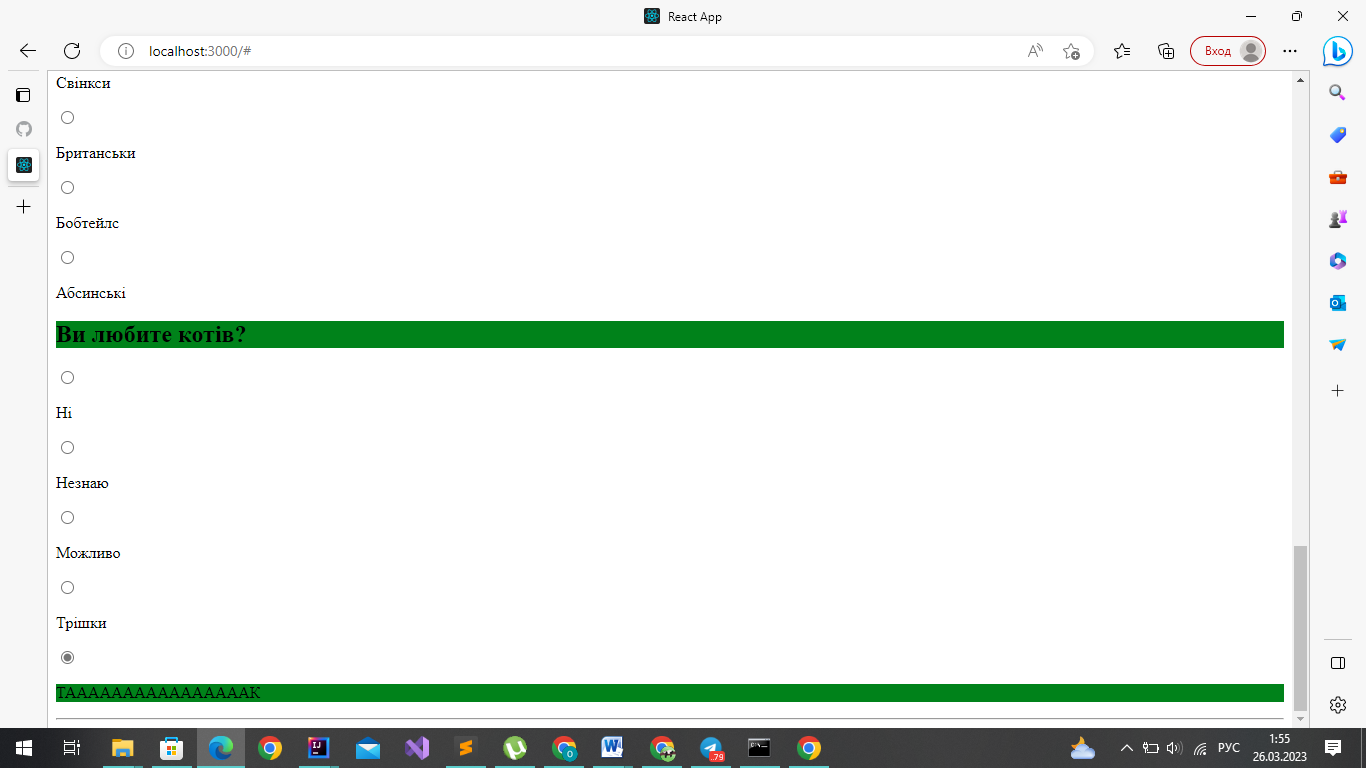 React App
localhost:3000/#
Вход
Свінкси
Британськи
Бобтейлс
Абсинські
Ви любите котів?
Ні
Незнаю
Можливо
Трішки
ТАААААААААААААААК
79
РУС
1:55
26.03.2023